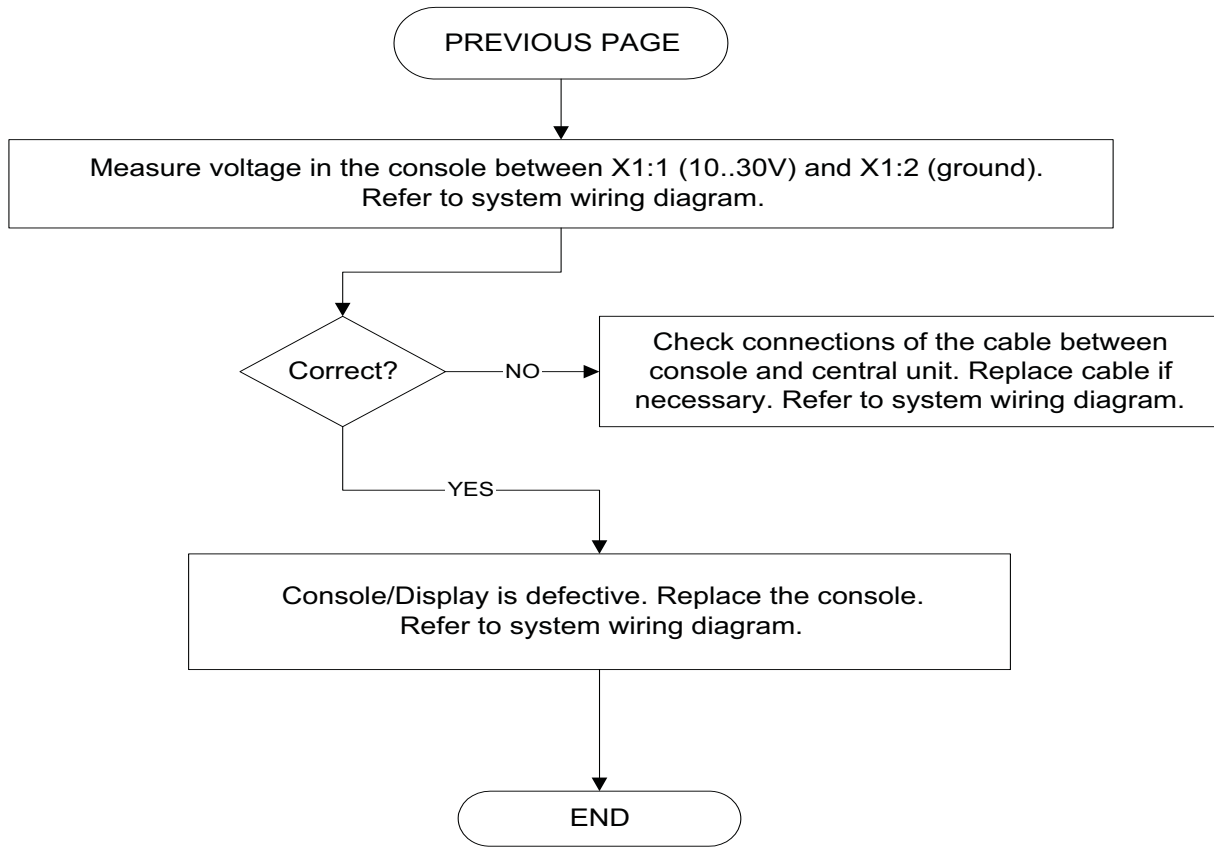 PREVIOUS PAGE
Measure voltage in the console between X1:1 (10..30V) and X1:2 (ground).
Refer to system wiring diagram.
Correct?
NO
Check connections of the cable between
console and central unit. Replace cable if
necessary. Refer to system wiring diagram.
YES
Console/Display is defective. Replace the console.
Refer to system wiring diagram.
END